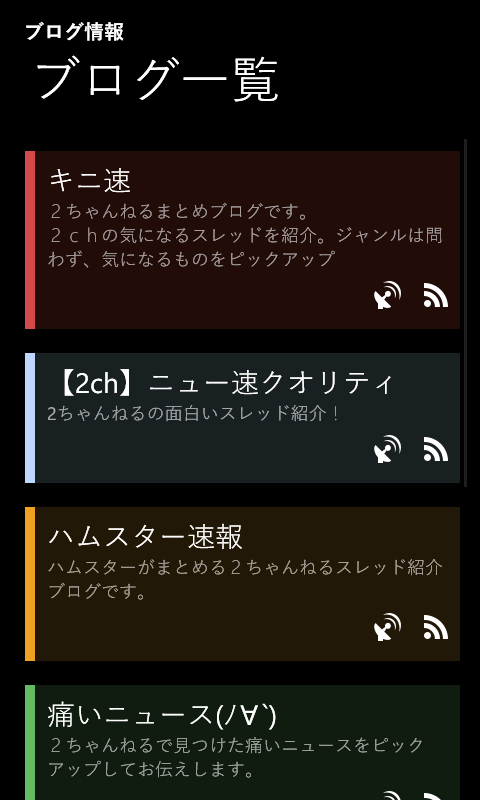 ブログ情報
ブログ一覧
キニ速
２ちゃんねるまとめブログです。
２ｃｈの気になるスレッドを紹介。ジャンルは問
わず、気になるものをピックアップ
【2ch】ニュー速クオリティ
2ちゃんねるの面白いスレッド紹介！
ハムスター速報
ハムスターがまとめる２ちゃんねるスレッド紹介
ブログです。
痛いニュース(ﾉ∀`)
２ちゃんねるで見つけた痛いニュースをピック
アップしてお伝えします。